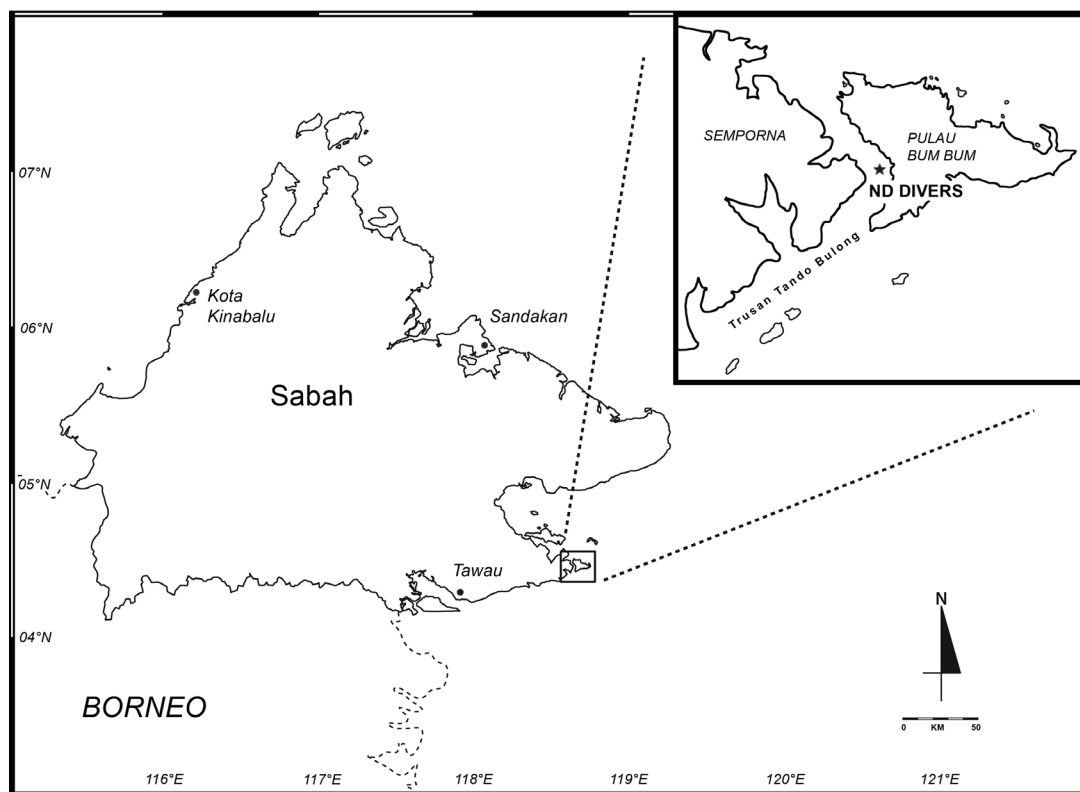 SEMPORNA
PULAU
BUM BUM
ND DIVERS
Trusan Tando Bulong
07°N
Kota
Kinabalu
06°N
Sandakan
Sabah
05°N
Tawau
04°N
N
BORNEO
0 KM 50
116°E 117°E 118°E 119°E 120°E 121°E